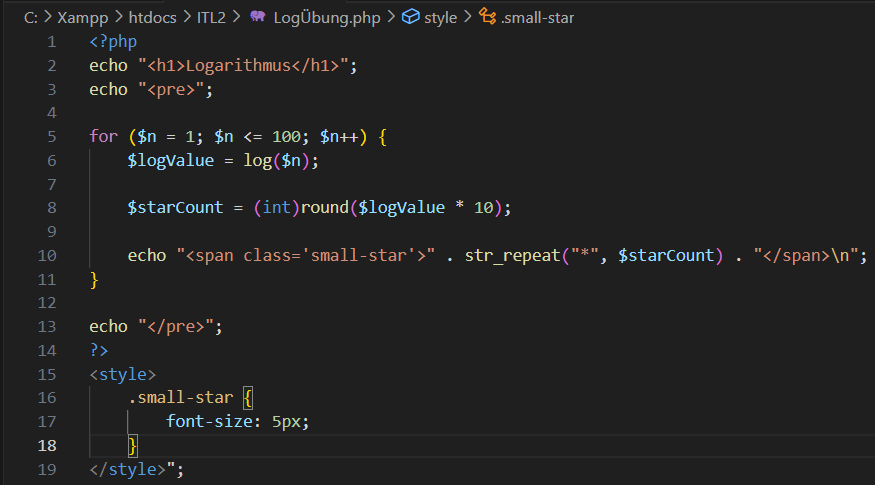 C: > Xampp > htdocs > ITL2 > LogÜbung.php > style > .small-star
1 <?php
2 echo "<h1>Logarithmus</h1>";
3 echo "<pre>";
4
5 for ($n = 1; $n <= 100; $n++) {
6     $logValue = log($n);
7
8     $starCount = (int)round($logValue * 10);
9
10     echo "<span class='small-star'>" . str_repeat("*", $starCount) . "</span>\n";
11 }
12
13 echo "</pre>";
14 ?>
15 <style>
16     .small-star {
17         font-size: 5px;
18     }
19 </style>";